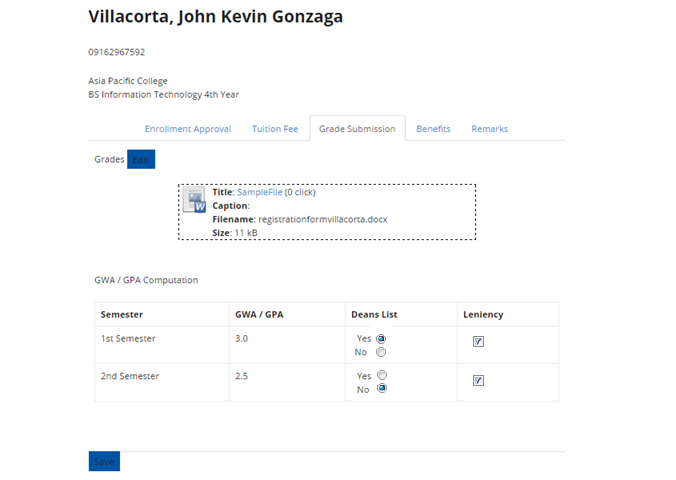 Villacorta, John Kevin Gonzaga
09162967592
Asia Pacific College
BS Information Technology 4th Year
Enrollment Approval Tuition Fee Grade Submission Benefits Remarks
Grades Edit
Title: SampleFile (0 click)
Caption:
Filename: registrationformvillacorta.docx
Size: 11 kB
GWA / GPA Computation
Semester GWA / GPA Deans List Leniency
1st Semester 3.0 Yes
No
2nd Semester 2.5 Yes
No
Save